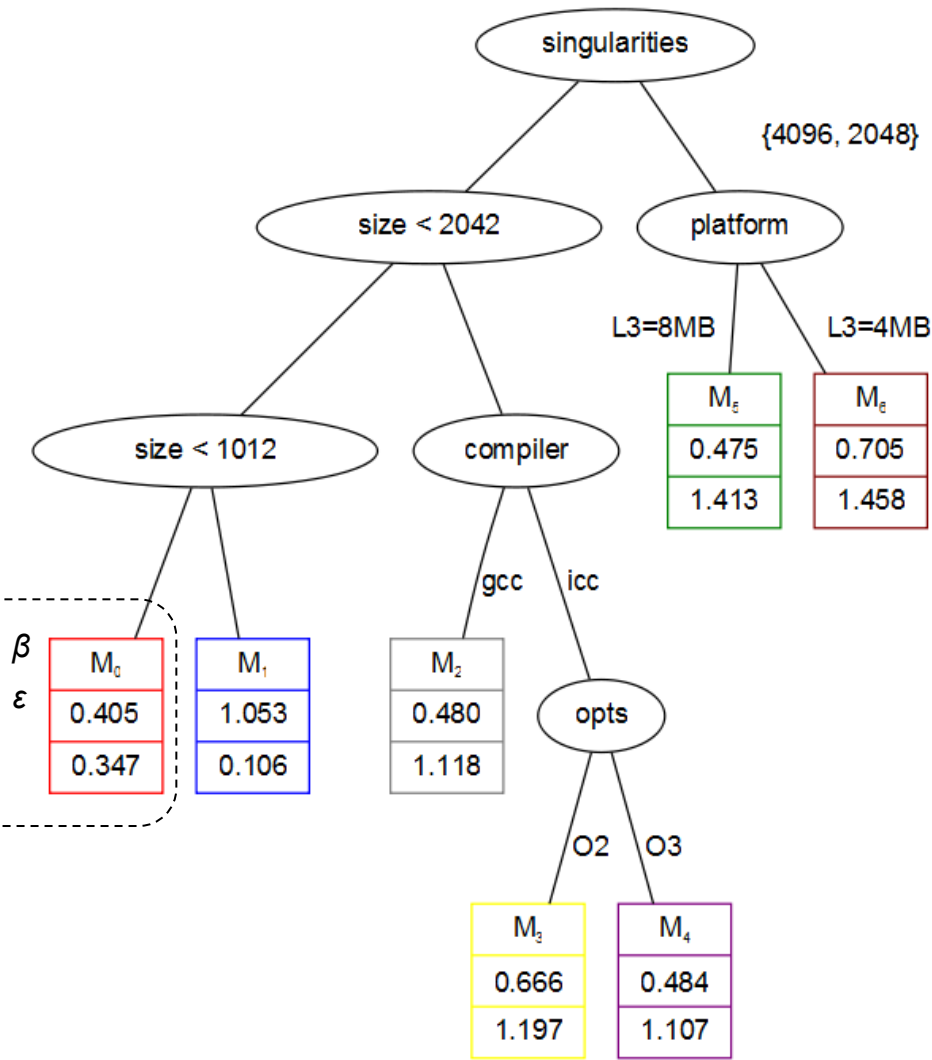 singularities
{4096, 2048}
size < 2042
platform
L3=8MB
L3=4MB
size < 1012
compiler
M₅
0.475
1.413
M₆
0.705
1.458
gcc
icc
β
ε
M₀
0.405
0.347
M₁
1.053
0.106
M₂
0.480
1.118
opts
O2
O3
M₃
0.666
1.197
M₄
0.484
1.107